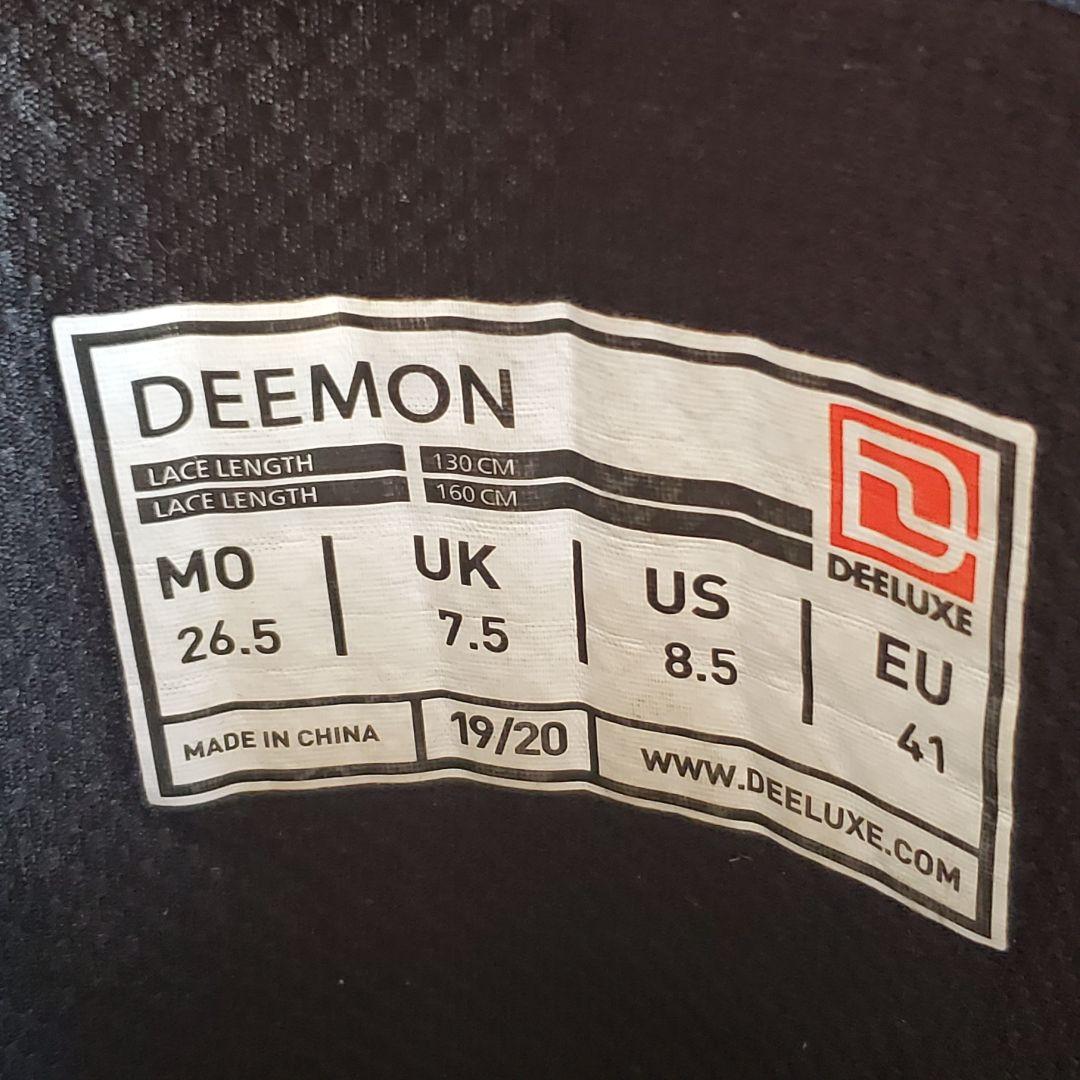 DEEMON
LACE LENGTH 130 CM
LACE LENGTH 160 CM
DEELUXE
MO UK US EU
26.5 7.5 8.5 41
MADE IN CHINA 19/20 WWW.DEELUXE.COM